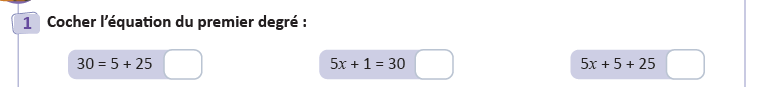 1 Cocher l'équation du premier degré :
30 = 5 + 25 5x + 1 = 30 5x + 5 + 25